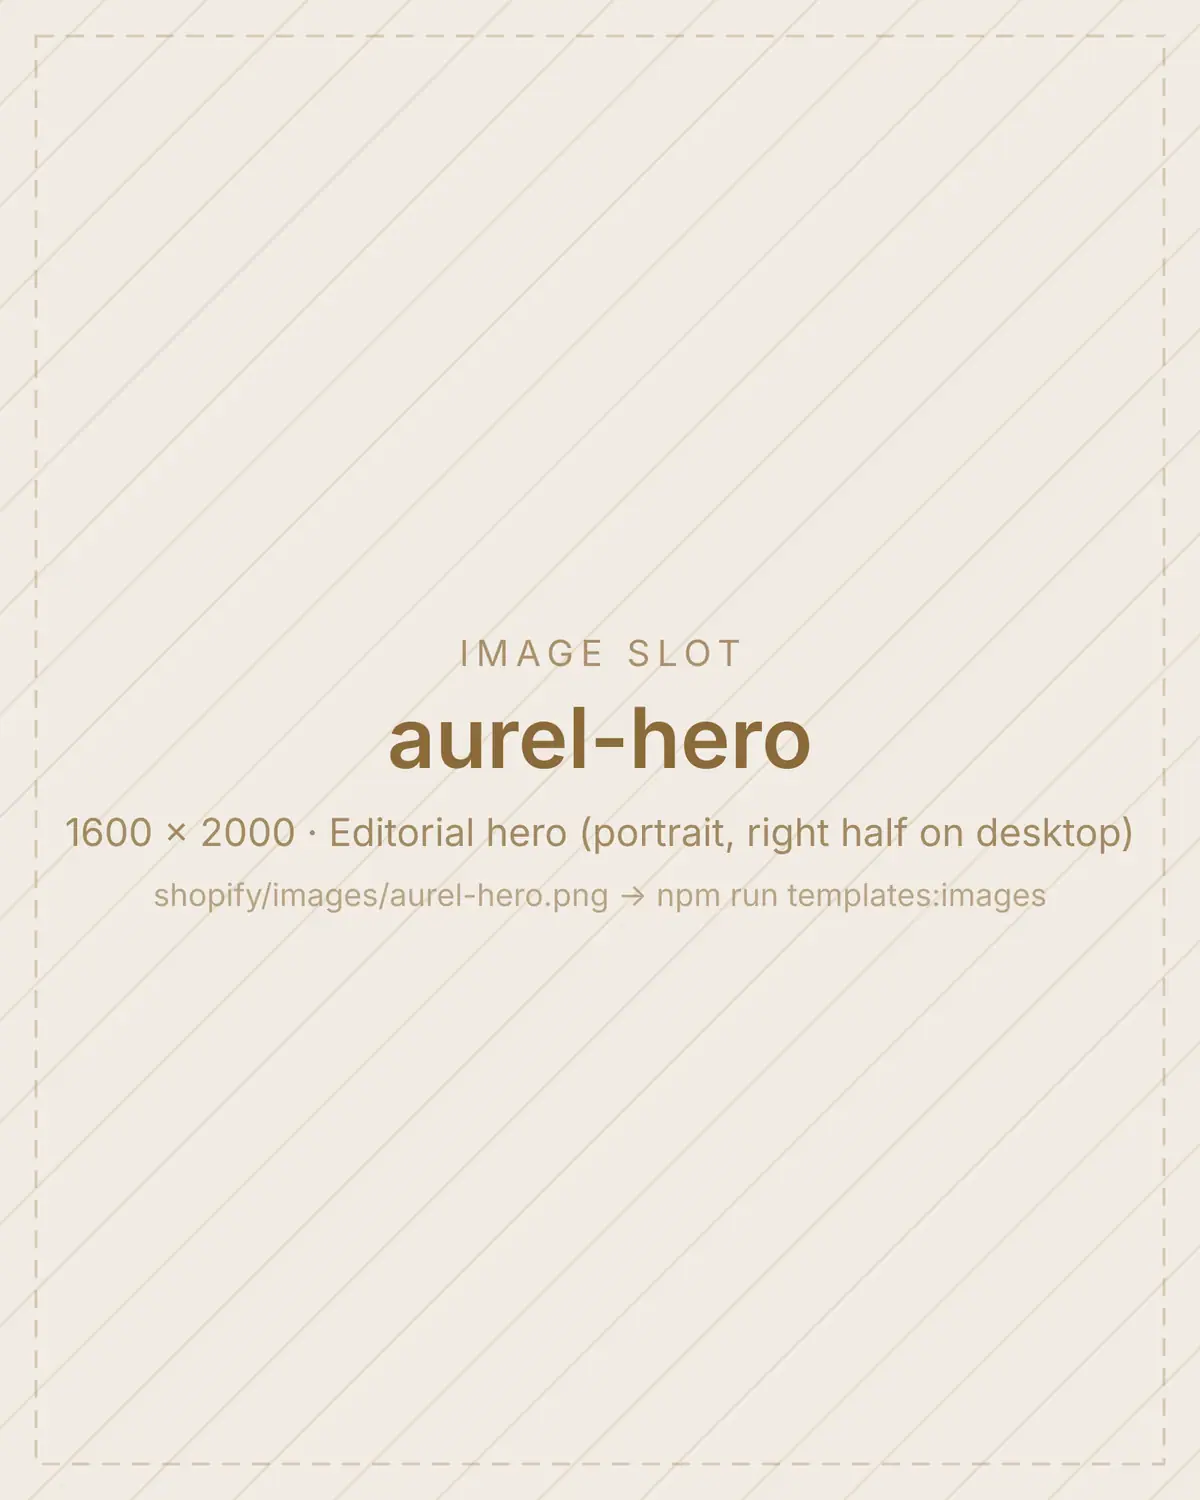 IMAGE SLOT
aurel-hero
1600 × 2000 · Editorial hero (portrait, right half on desktop)
shopify/images/aurel-hero.png → npm run templates:images